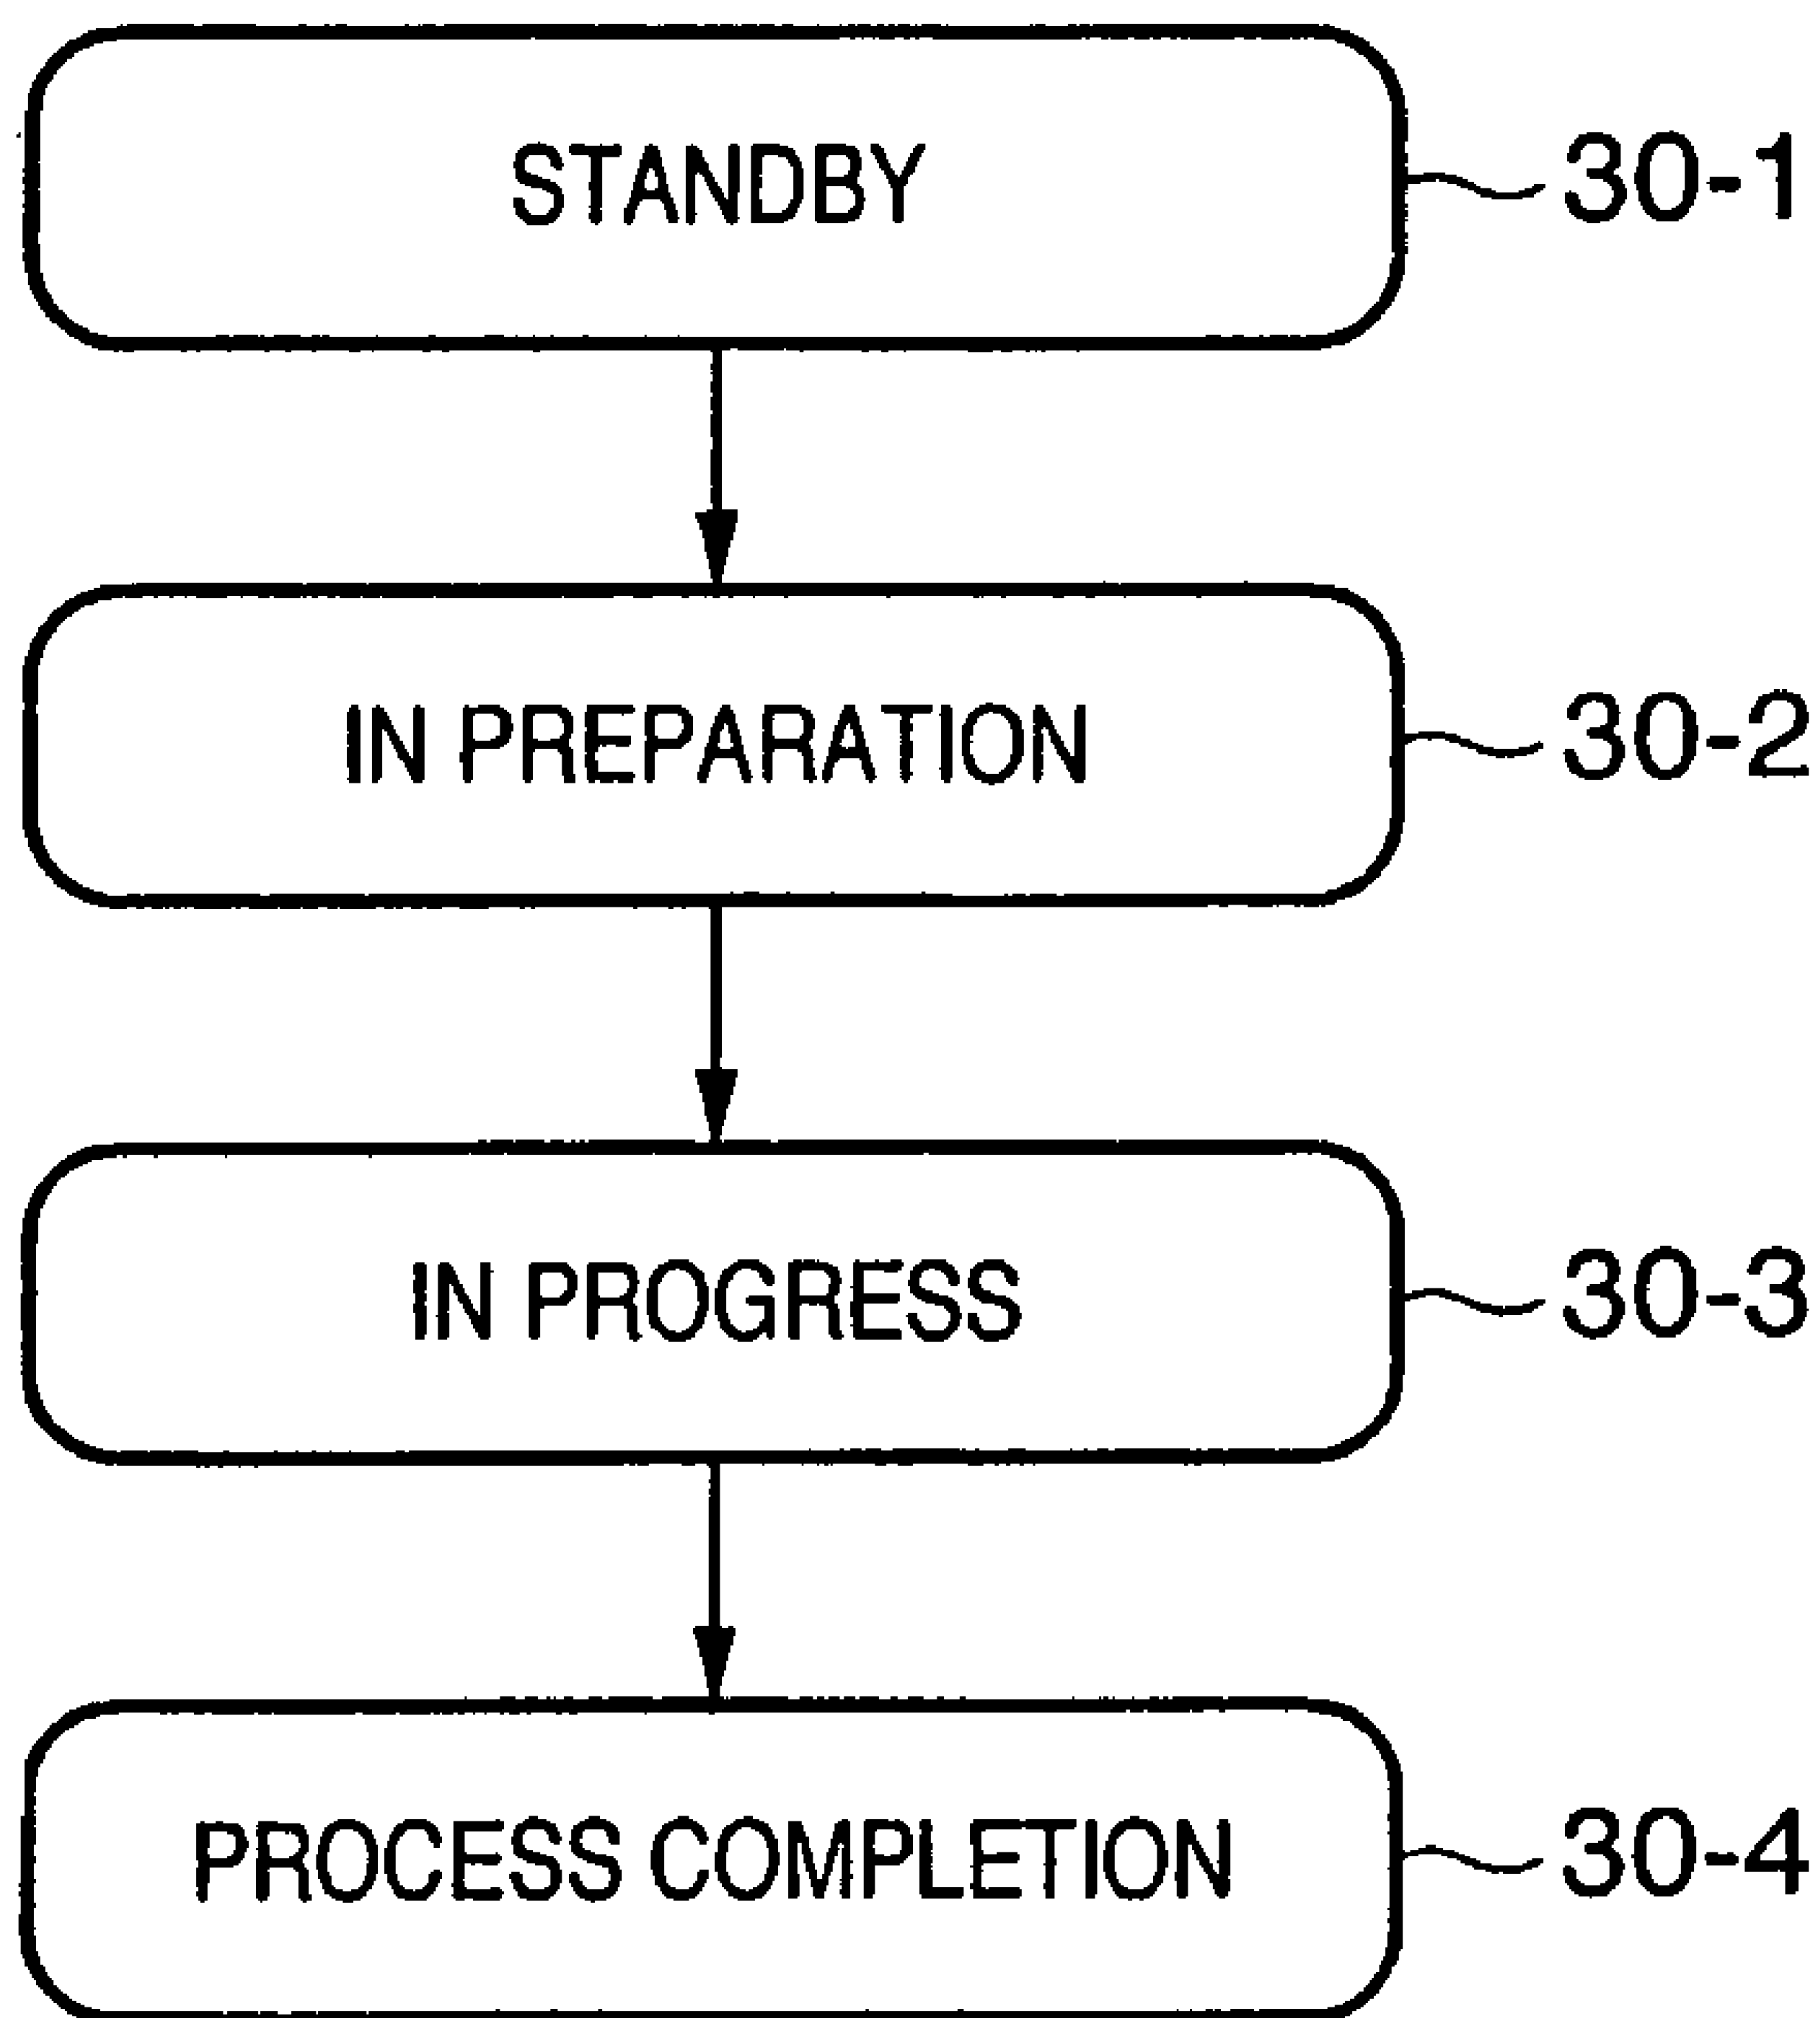 STANDBY 30-1
IN PREPARATION 30-2
IN PROGRESS 30-3
PROCESS COMPLETION 30-4